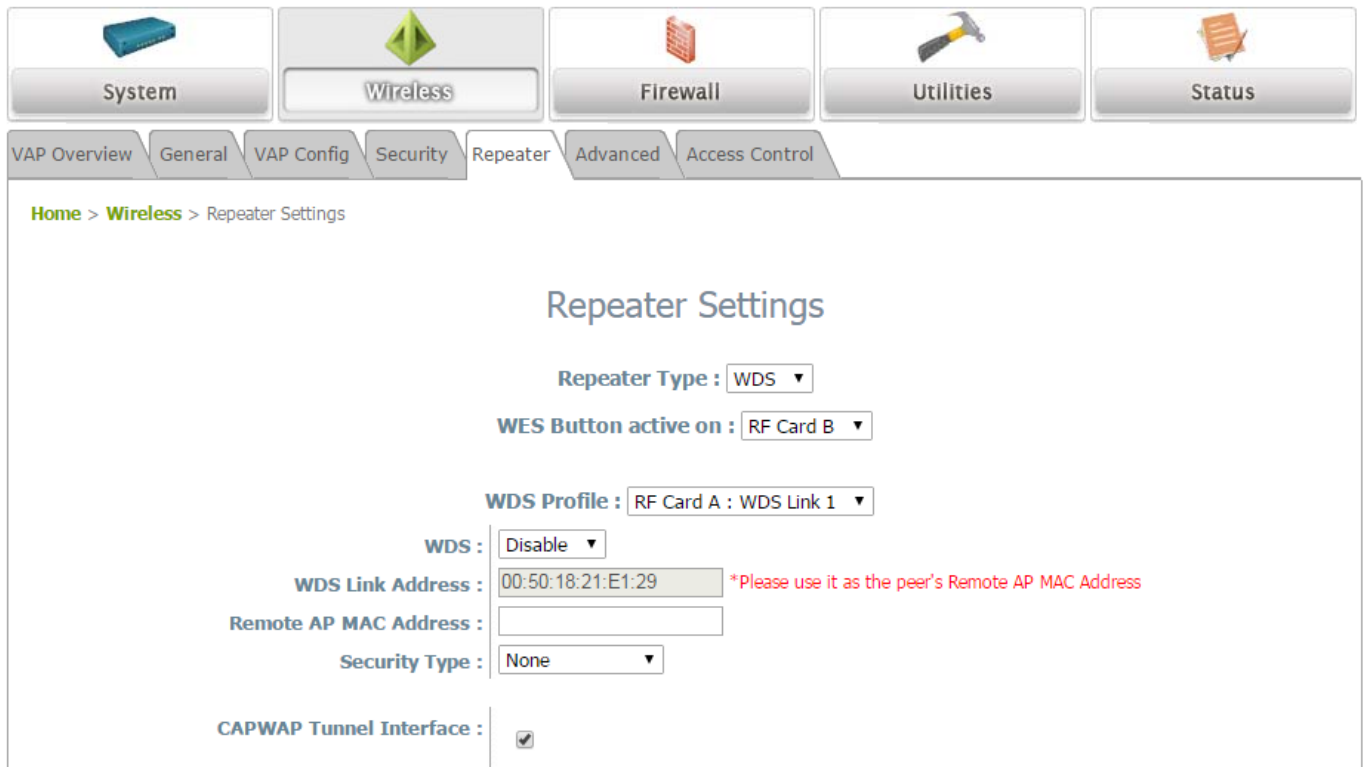 System Wireless Firewall Utilities Status
VAP Overview General VAP Config Security Repeater Advanced Access Control
Home > Wireless > Repeater Settings
Repeater Settings
Repeater Type : WDS
WES Button active on : RF Card B
WDS Profile : RF Card A : WDS Link 1
WDS : Disable
WDS Link Address : 00:50:18:21:E1:29 *Please use it as the peer's Remote AP MAC Address
Remote AP MAC Address :
Security Type : None
CAPWAP Tunnel Interface :